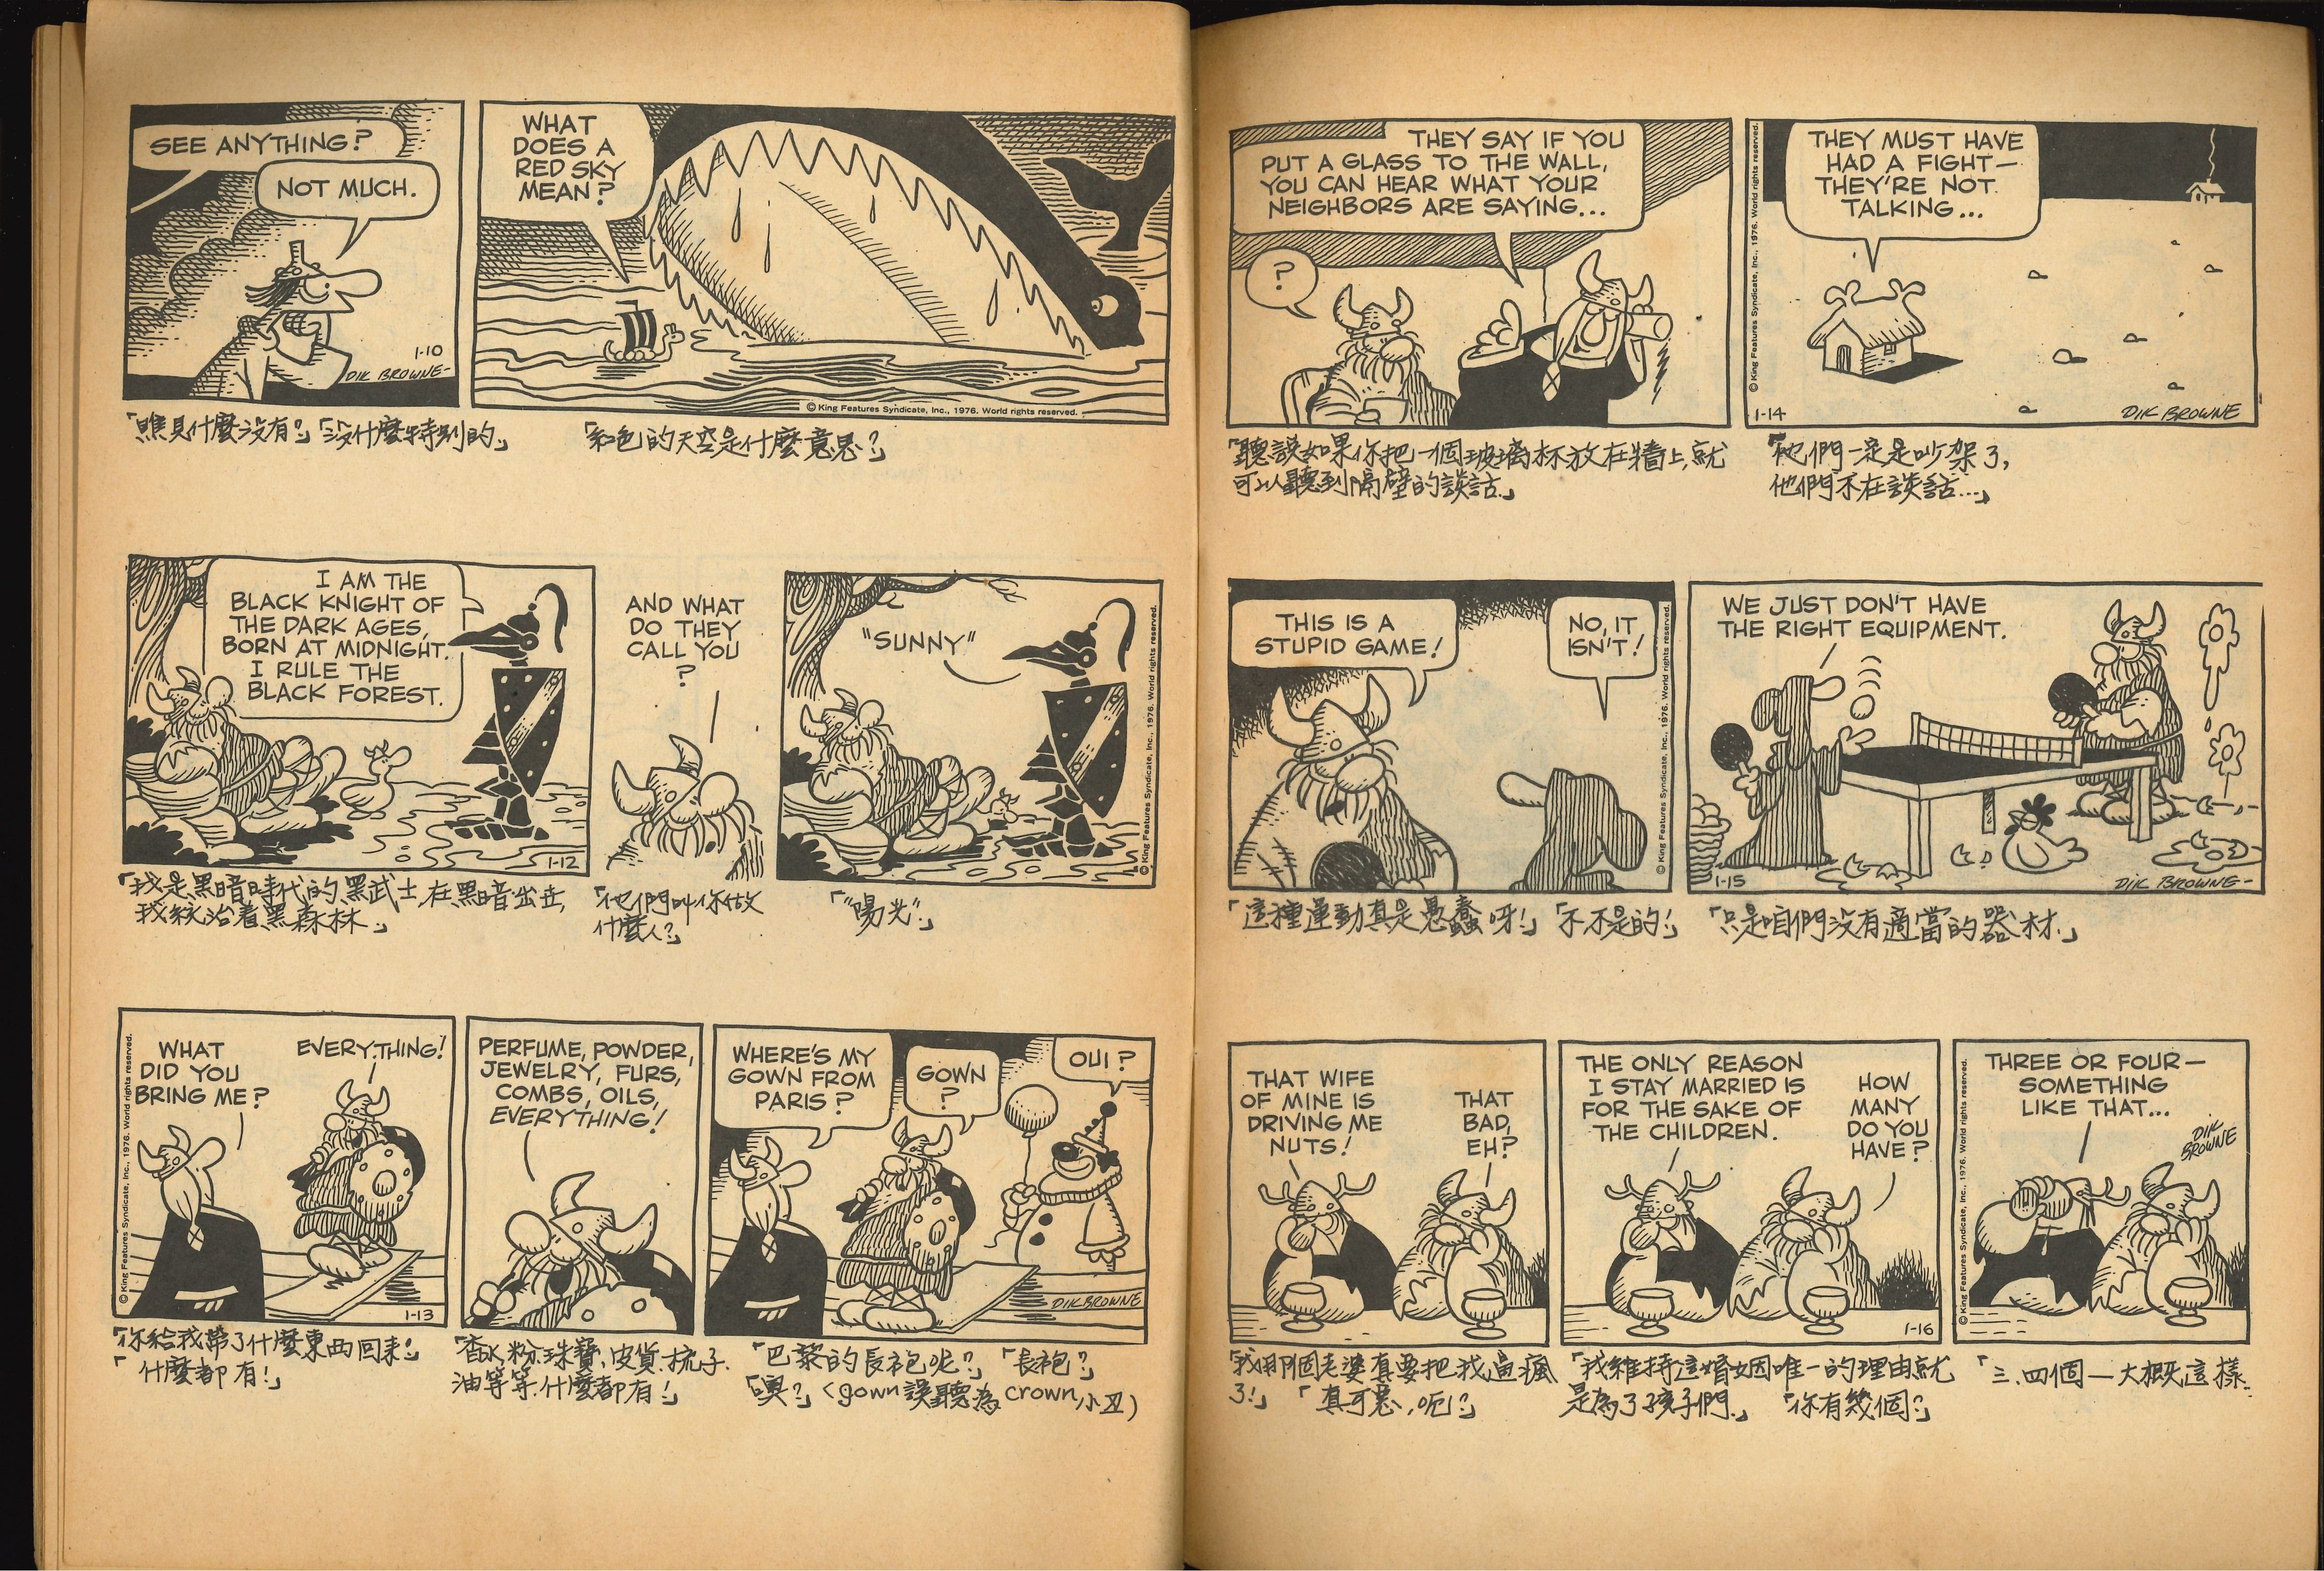 SEE ANYTHING?
NOT MUCH.
1-10
DIK BROWNE-
WHAT
DOES A
RED SKY
MEAN?
© King Features Syndicate, Inc., 1976. World rights reserved.
「瞧見什麼沒有?」「沒什麼特別的」
「紅色的天空是什麼意思?」
I AM THE
BLACK KNIGHT OF
THE DARK AGES,
BORN AT MIDNIGHT.
I RULE THE
BLACK FOREST.
1-12
AND WHAT
DO THEY
CALL YOU
?
"SUNNY"
© King Features Syndicate, Inc., 1976. World rights reserved.
「我是黑暗時代的黑武士,在黑暗出世,
我統治着黑森林」
「他們叫你做
什麼人?」
「"陽光"」
© King Features Syndicate, Inc., 1976. World rights reserved.
WHAT
DID YOU
BRING ME?
EVERYTHING!
1-13
PERFUME, POWDER,
JEWELRY, FURS,
COMBS, OILS,
EVERYTHING!
WHERE'S MY
GOWN FROM
PARIS?
GOWN
?
OUI?
DIK BROWNE
「你給我帶了什麼東西回來」
「什麼都有!」
「香水,粉.珠寶、皮貨.梳子.
油等等.什麼都有!」
「巴黎的長袍呢?」「長袍?」
「嘿?」<gown誤聽為crown,小丑)
THEY SAY IF YOU
PUT A GLASS TO THE WALL,
YOU CAN HEAR WHAT YOUR
NEIGHBORS ARE SAYING...
?
© King Features Syndicate, Inc., 1976. World rights reserved.
THEY MUST HAVE
HAD A FIGHT—
THEY'RE NOT
TALKING...
1-14
DIK BROWNE
「聽說如果你把一個玻璃杯放在牆上,就
可以聽到隔壁的談話.」
「他們一定是吵架了,
他們不在談話...」
THIS IS A
STUPID GAME!
NO, IT
ISN'T!
© King Features Syndicate, Inc., 1976. World rights reserved.
WE JUST DON'T HAVE
THE RIGHT EQUIPMENT.
1-15
DIK BROWNE-
「這種運動真是愚蠢呀!」「不不是的!」
「只是咱們沒有適當的器材.」
THAT WIFE
OF MINE IS
DRIVING ME
NUTS!
THAT
BAD,
EH?
THE ONLY REASON
I STAY MARRIED IS
FOR THE SAKE OF
THE CHILDREN.
HOW
MANY
DO YOU
HAVE?
1-16
© King Features Syndicate, Inc., 1976. World rights reserved.
THREE OR FOUR—
SOMETHING
LIKE THAT...
DIK
BROWNE
「我那個老婆真要把我逼瘋
了!」「真可惡,呃?」
「我維持這婚姻唯一的理由就
是為了孩子們.」「你有幾個?」
「三.四個—大概這樣.